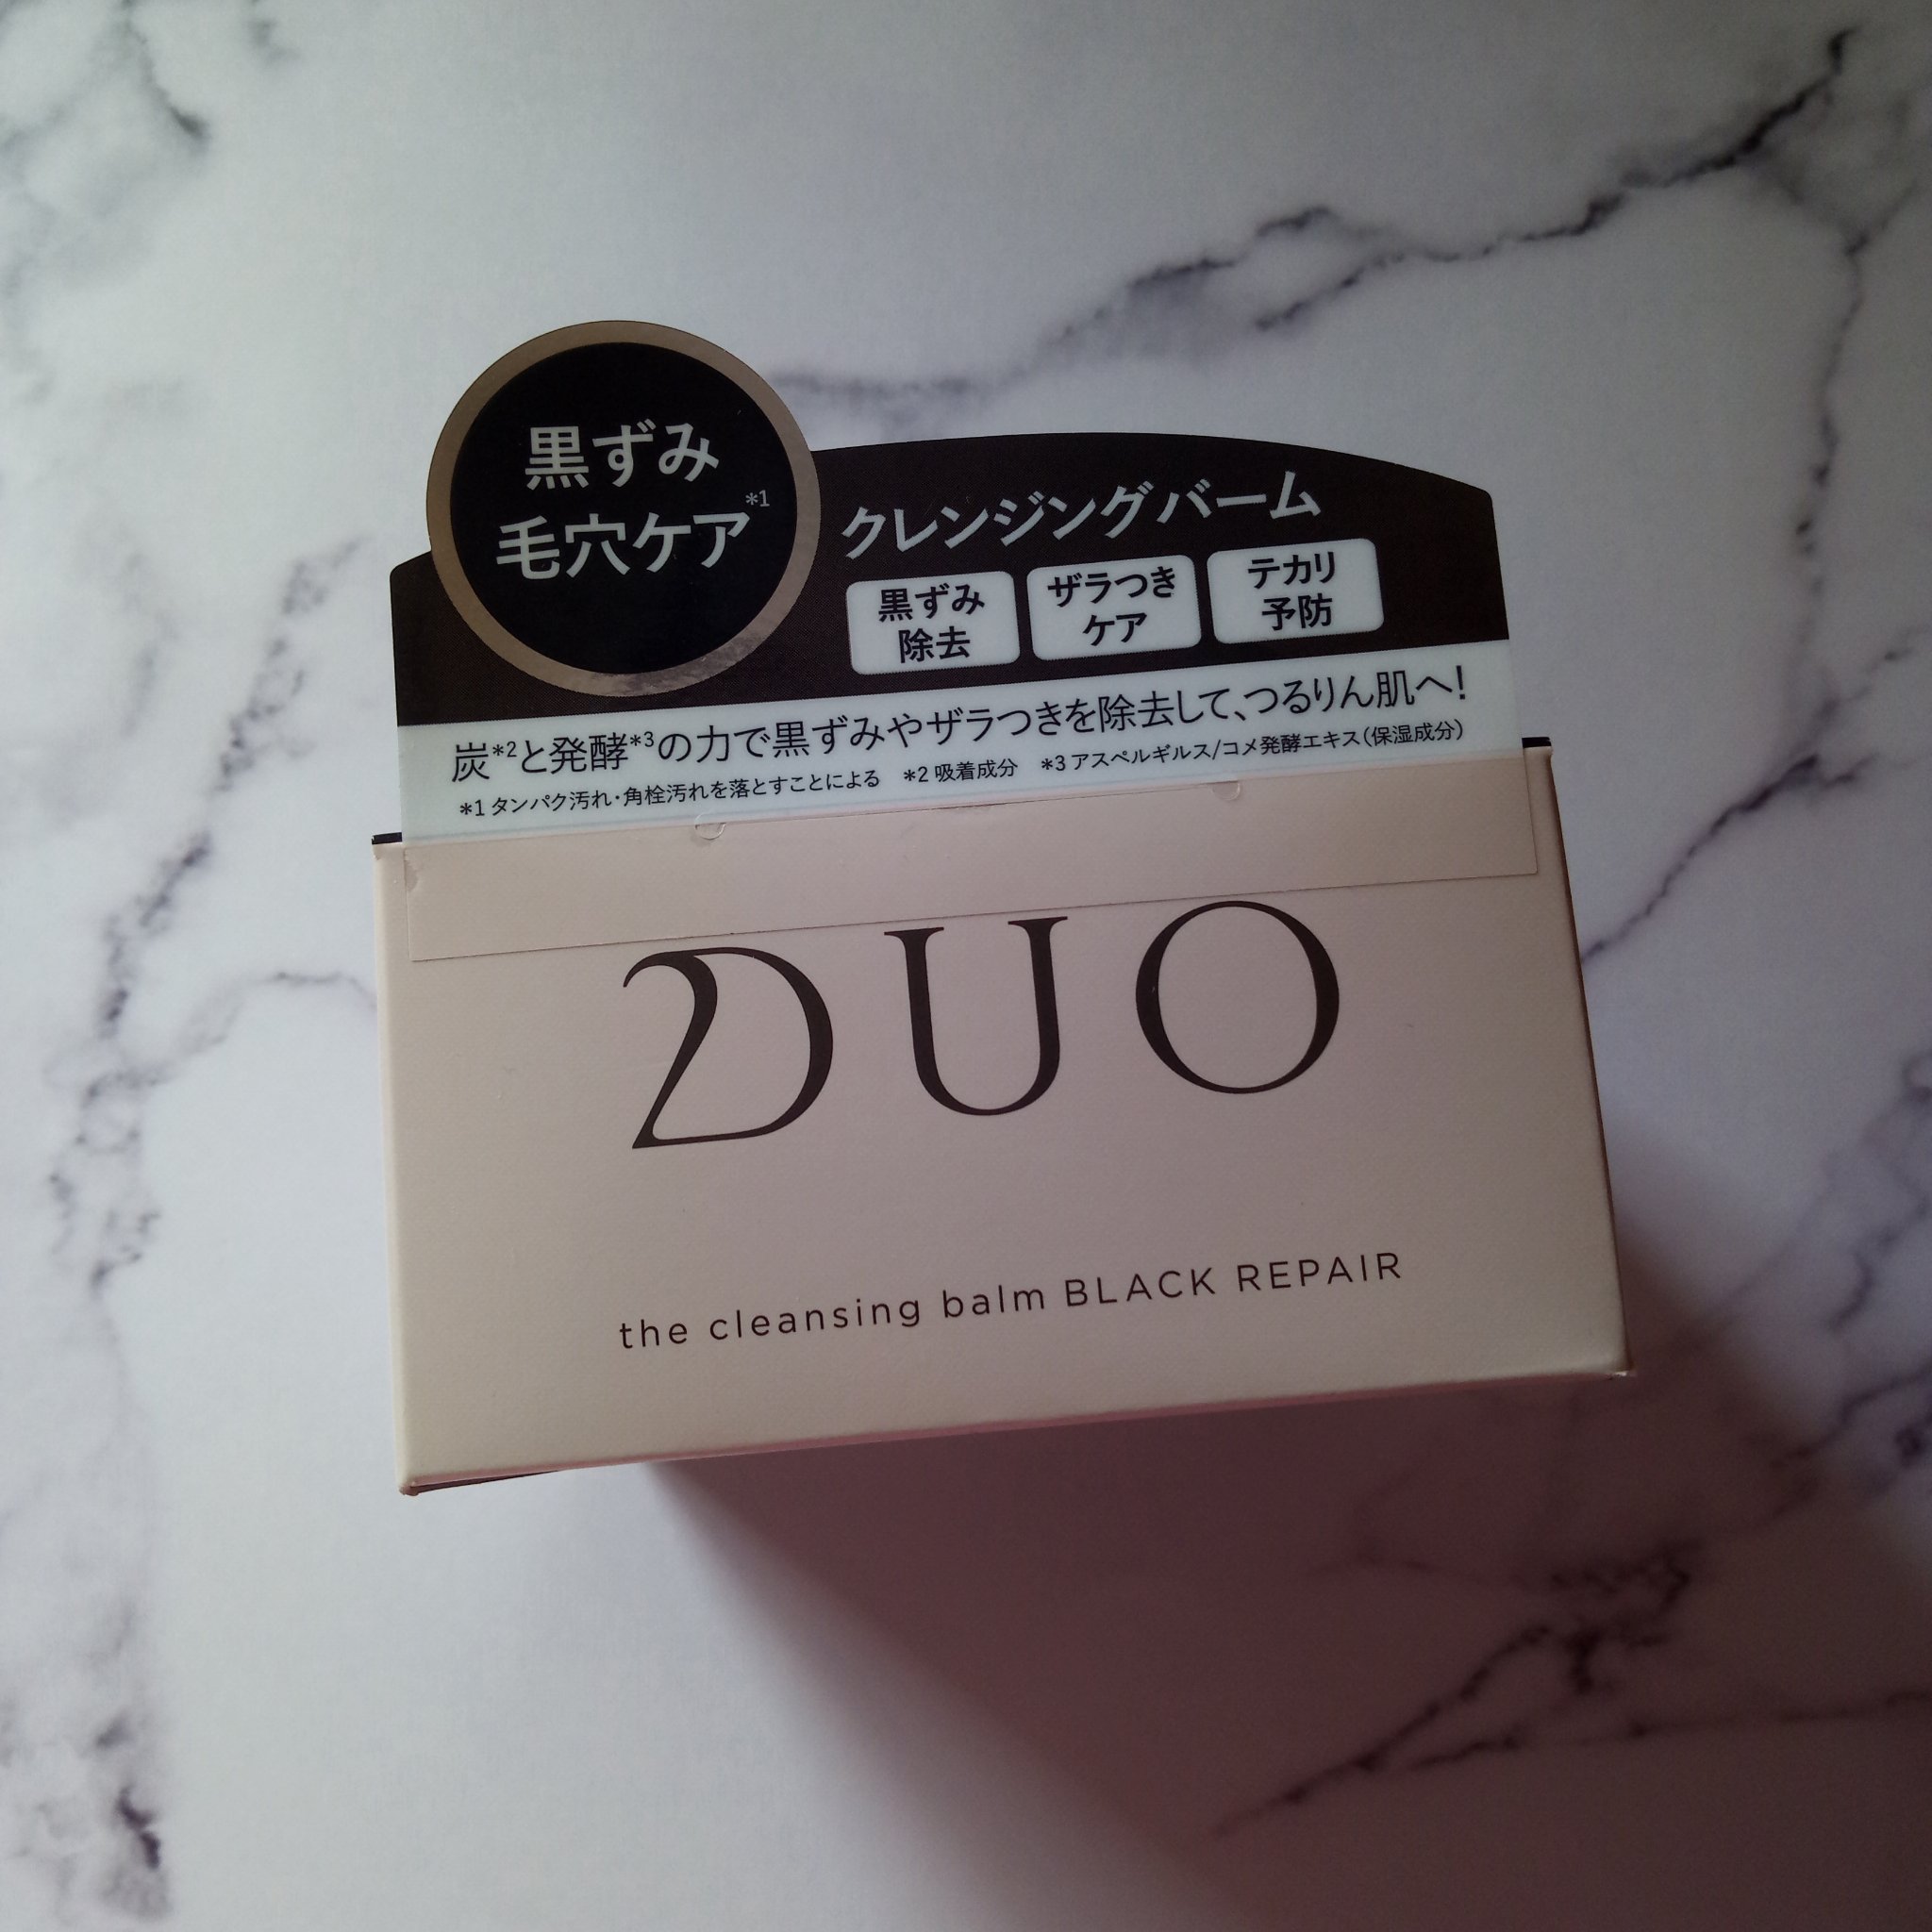 黒ずみ
毛穴ケア*1
クレンジングバーム
黒ずみ
除去
ザラつき
ケア
テカリ
予防
炭*2と発酵*3の力で黒ずみやザラつきを除去して、つるりん肌へ!
*1 タンパク汚れ・角栓汚れを落とすことによる *2 吸着成分 *3 アスペルギルス/コメ発酵エキス(保湿成分)
DUO
the cleansing balm BLACK REPAIR